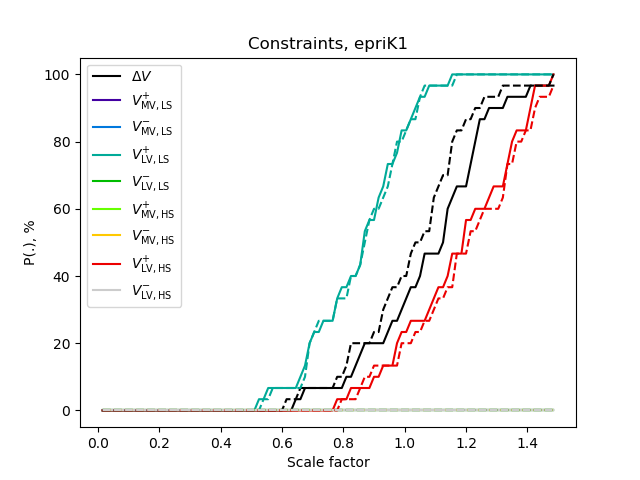 Constraints, epriK1
100
80
60
40
20
0
P(.), %
ΔV
V⁺MV, LS
V⁻MV, LS
V⁺LV, LS
V⁻LV, LS
V⁺MV, HS
V⁻MV, HS
V⁺LV, HS
V⁻LV, HS
0.0 0.2 0.4 0.6 0.8 1.0 1.2 1.4
Scale factor